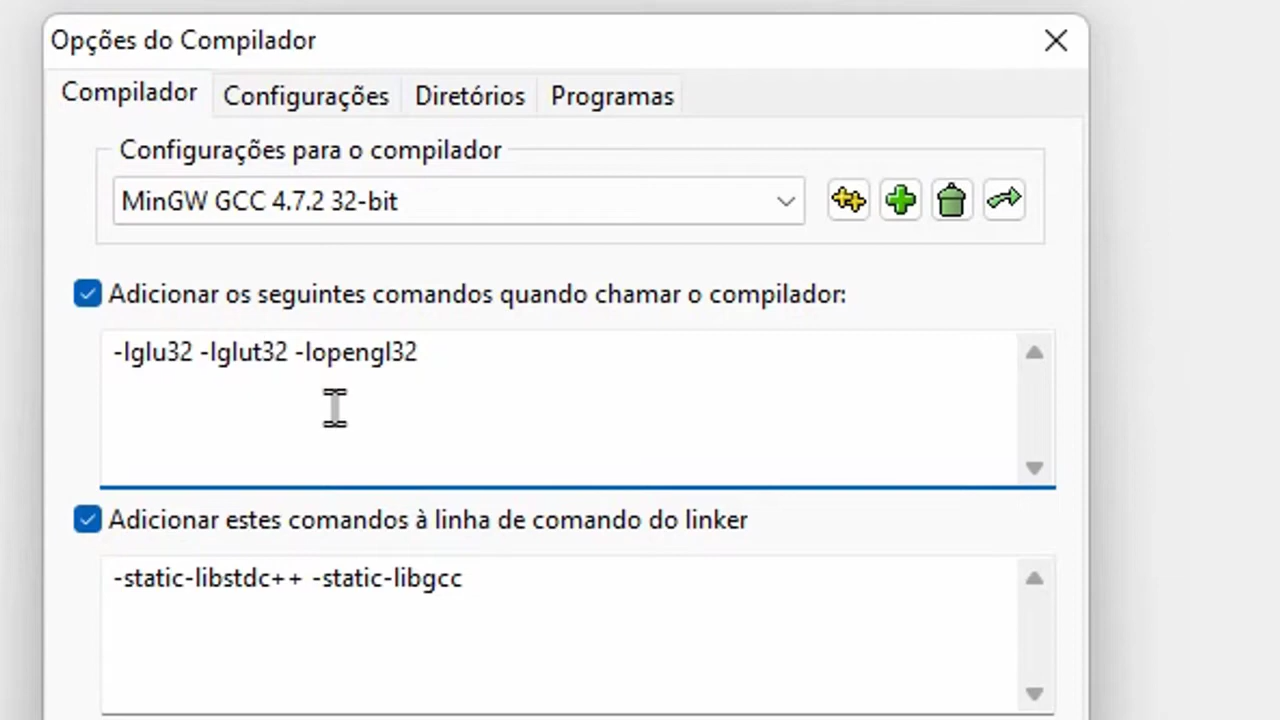 Opções do Compilador
Compilador Configurações Diretórios Programas
Configurações para o compilador
MinGW GCC 4.7.2 32-bit
Adicionar os seguintes comandos quando chamar o compilador:
-lglu32 -lglut32 -lopengl32
Adicionar estes comandos à linha de comando do linker
-static-libstdc++ -static-libgcc